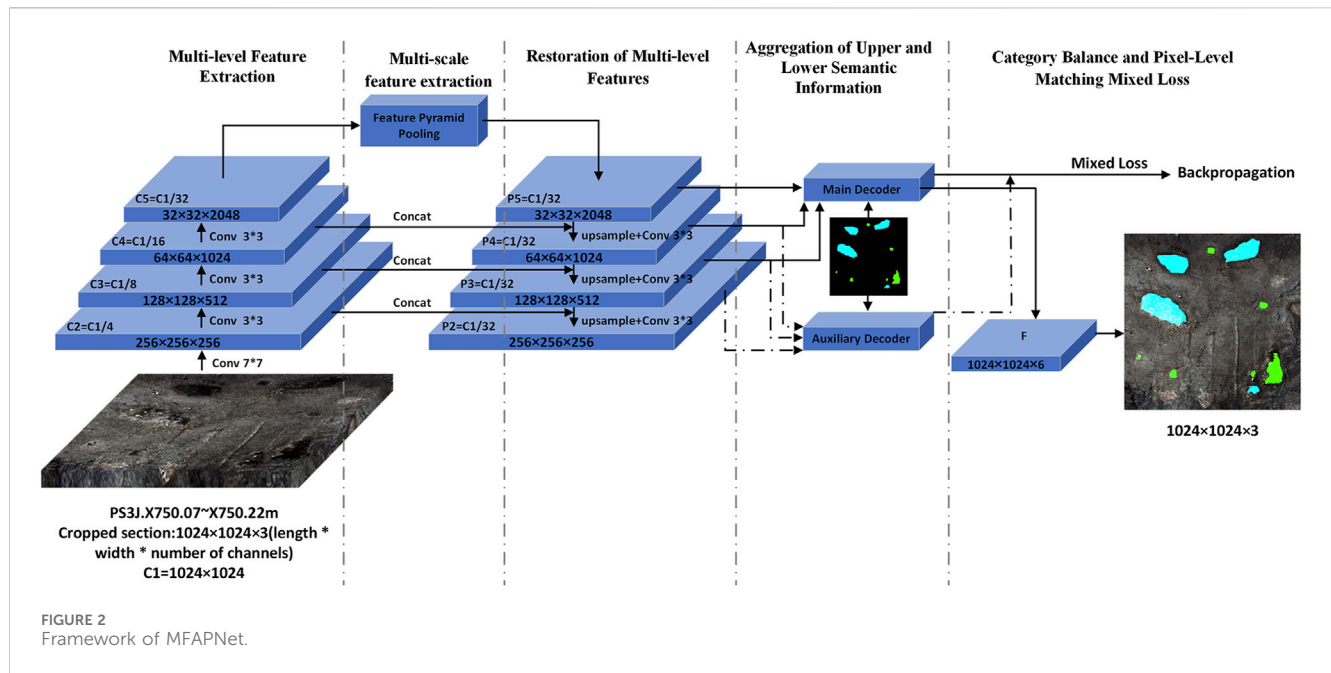 Multi-level Feature
Extraction
Multi-scale
feature extraction
Restoration of Multi-level
Features
Aggregation of Upper and
Lower Semantic
Information
Category Balance and Pixel-Level
Matching Mixed Loss
Feature Pyramid
Pooling
C5=C1/32
32×32×2048
Conv 3*3
C4=C1/16
64×64×1024
Conv 3*3
C3=C1/8
128×128×512
Conv 3*3
C2=C1/4
256×256×256
Conv 7*7
Concat
Concat
Concat
P5=C1/32
32×32×2048
upsample+Conv 3*3
P4=C1/32
64×64×1024
upsample+Conv 3*3
P3=C1/32
128×128×512
upsample+Conv 3*3
P2=C1/32
256×256×256
Main Decoder
Auxiliary Decoder
Mixed Loss
Backpropagation
F
1024×1024×6
1024×1024×3
PS3J.X750.07~X750.22m
Cropped section:1024×1024×3(length *
width * number of channels)
C1=1024×1024
FIGURE 2
Framework of MFAPNet.